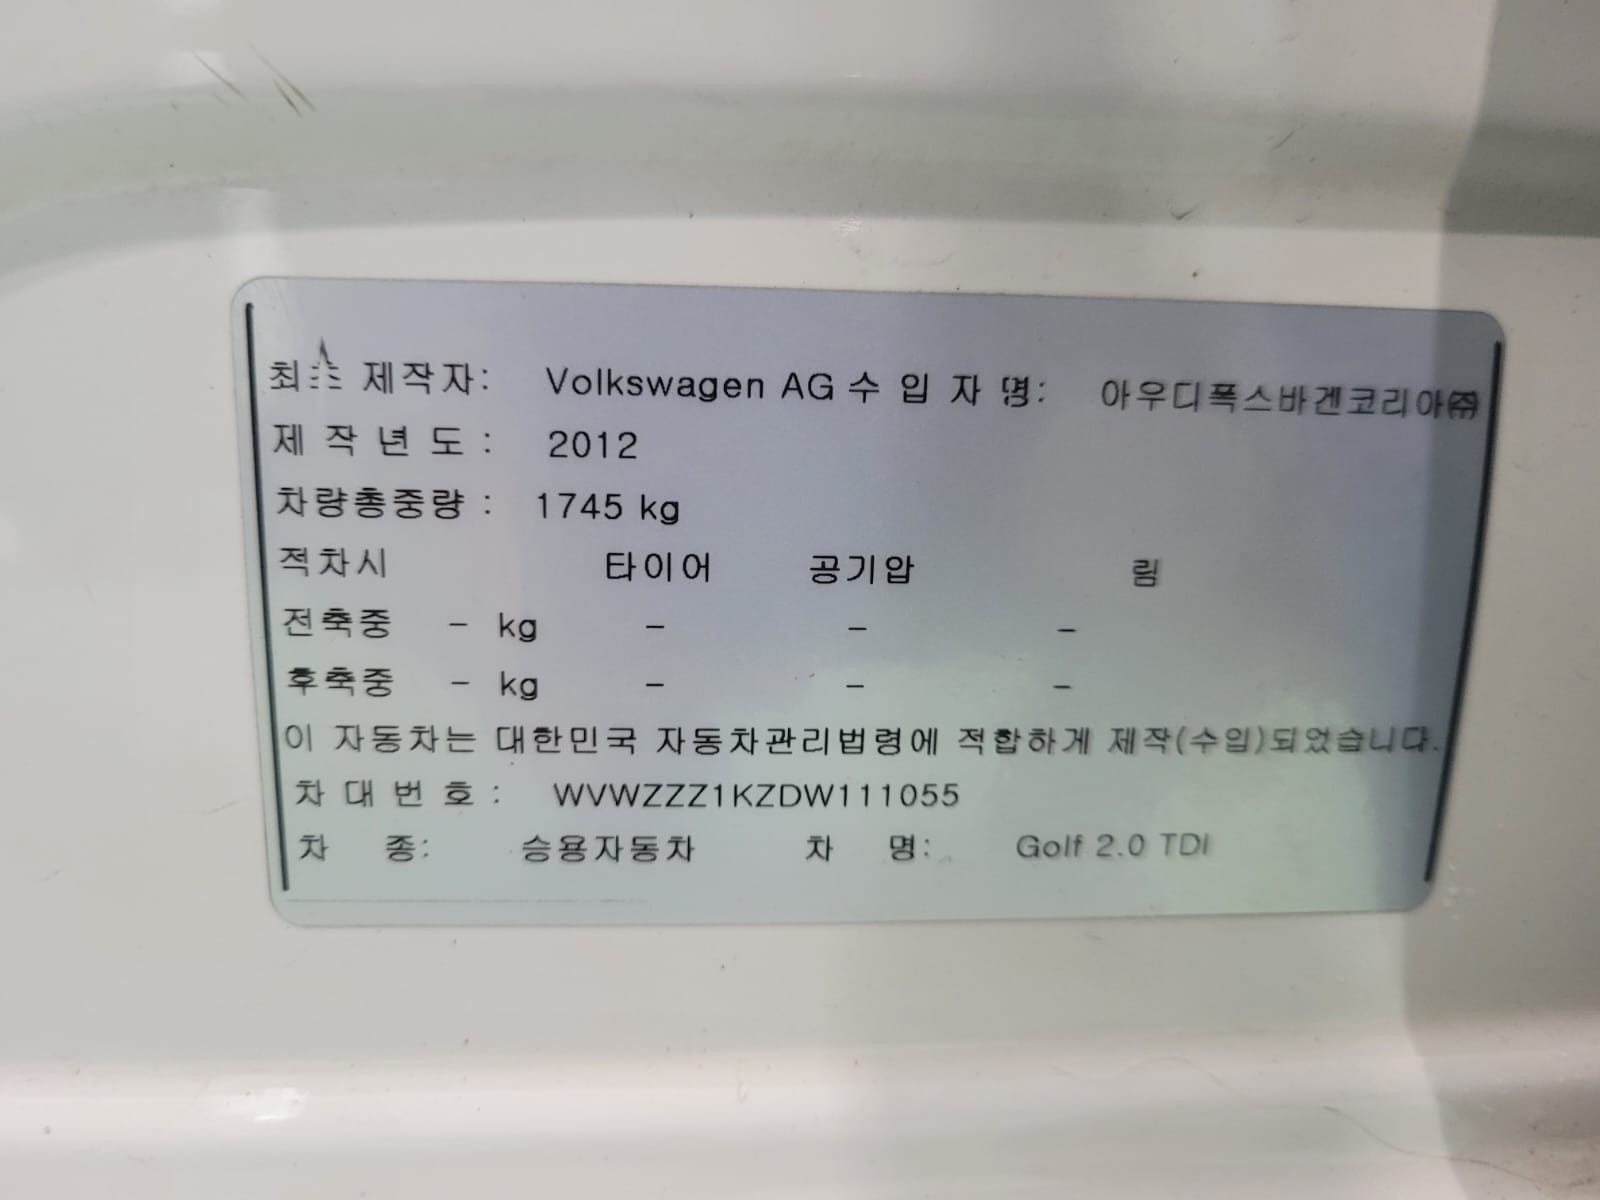 최초 제작자: Volkswagen AG 수 입 자 명: 아우디폭스바겐코리아㈜
제 작 년 도 : 2012
차량총중량 : 1745 kg
적차시 타이어 공기압 림
전축중 - kg - - -
후축중 - kg - - -
이 자동차는 대한민국 자동차관리법령에 적합하게 제작(수입)되었습니다.
차 대 번 호 : WVWZZZ1KZDW111055
차 종: 승용자동차 차 명: Golf 2.0 TDI